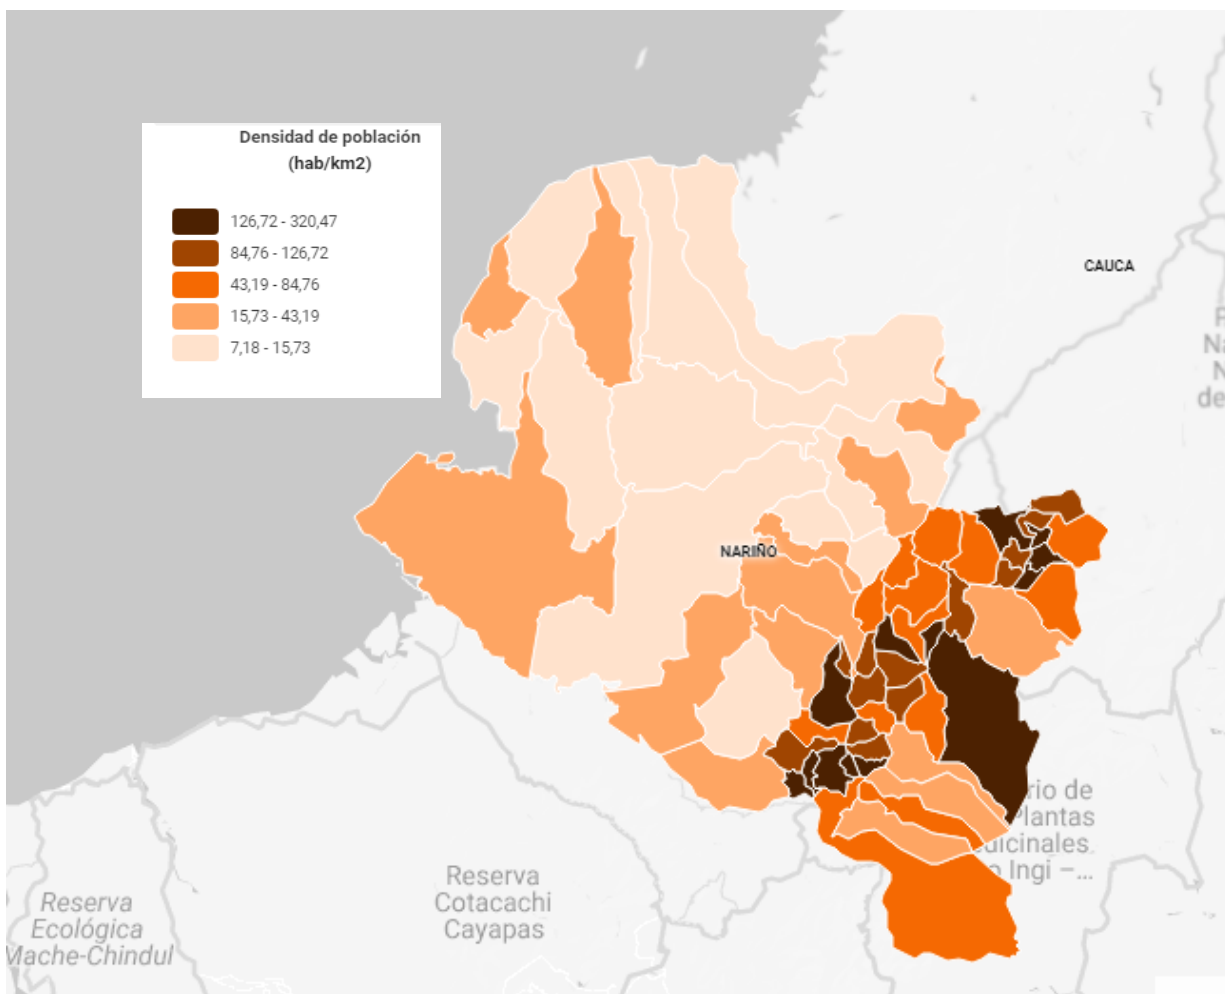 Densidad de población
(hab/km2)
126,72 - 320,47
84,76 - 126,72
43,19 - 84,76
15,73 - 43,19
7,18 - 15,73
CAUCA
NARIÑO
rio de
Plantas
dicinales
Ingi –...
Reserva
Cotacachi
Cayapas
Reserva
Ecológica
Mache-Chindul